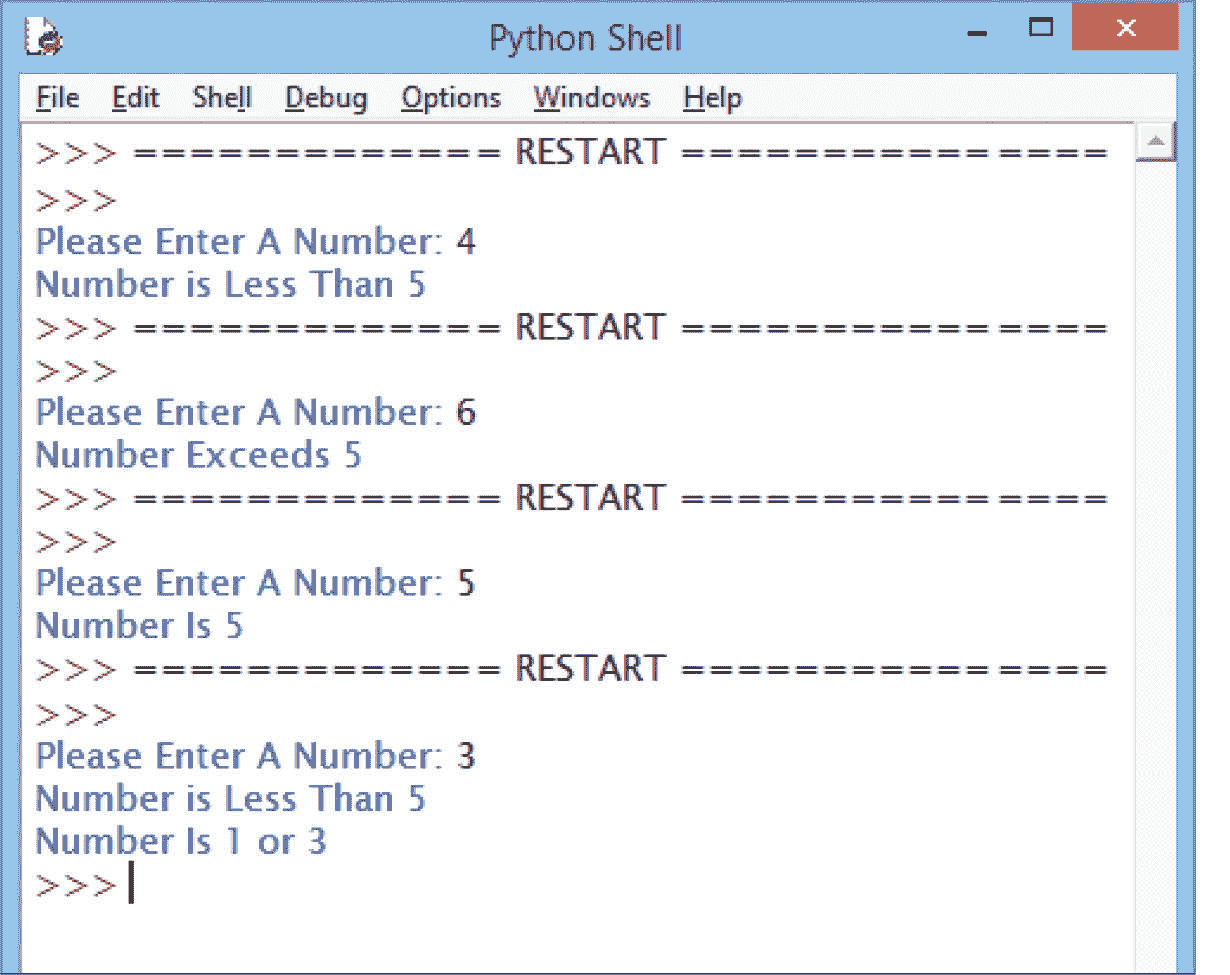 Python Shell
File Edit Shell Debug Options Windows Help
>>> ============= RESTART ===============
>>>
Please Enter A Number: 4
Number is Less Than 5
>>> ============= RESTART ===============
>>>
Please Enter A Number: 6
Number Exceeds 5
>>> ============= RESTART ===============
>>>
Please Enter A Number: 5
Number Is 5
>>> ============= RESTART ===============
>>>
Please Enter A Number: 3
Number is Less Than 5
Number Is 1 or 3
>>>